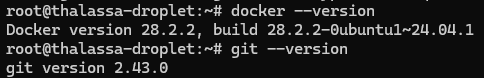 root@thalassa-droplet:~# docker --version
Docker version 28.2.2, build 28.2.2-0ubuntu1~24.04.1
root@thalassa-droplet:~# git --version
git version 2.43.0